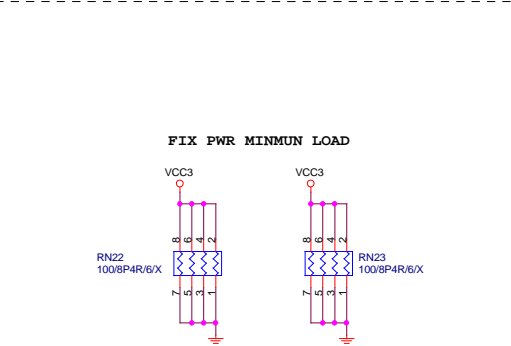 FIX PWR MINMUN LOAD
VCC3
VCC3
8 6 4 2
8 6 4 2
RN22
100/8P4R/6/X
RN23
100/8P4R/6/X
7 5 3 1
7 5 3 1